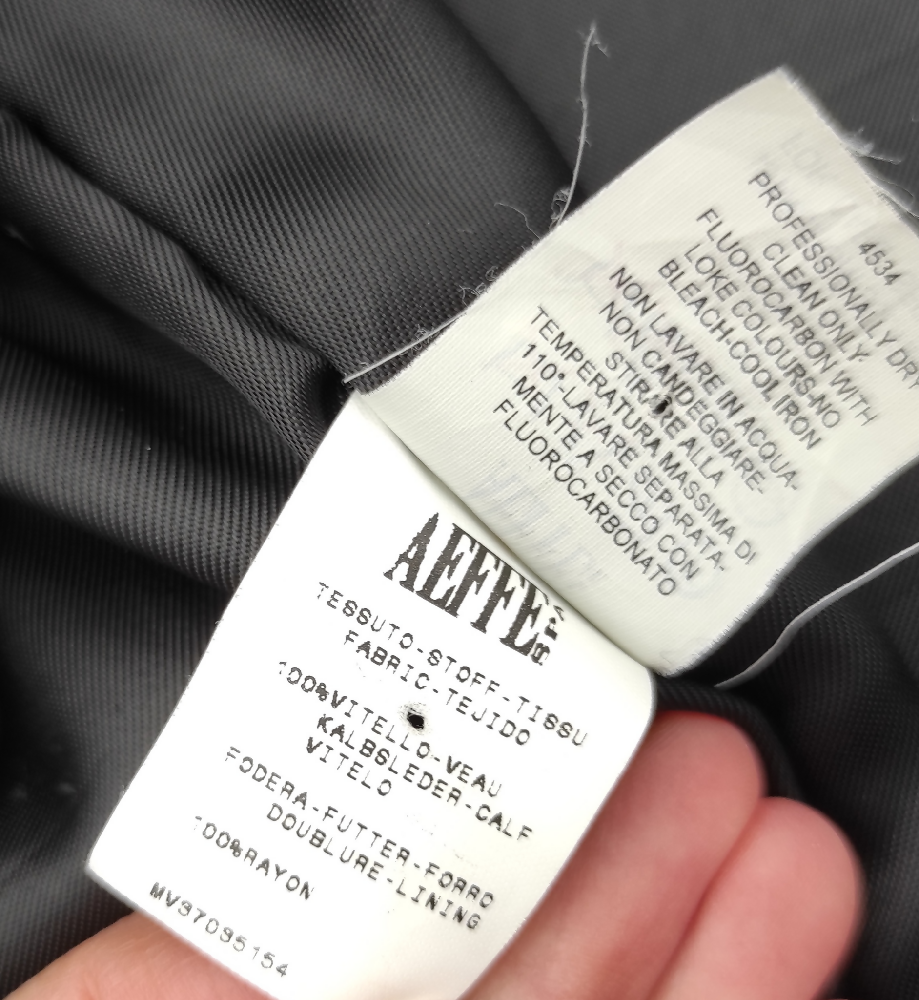 4534
PROFESSIONALLY DRY
CLEAN ONLY
FLUOROCARBON WITH
LOKE COLOURS-NO
BLEACH-COOL IRON
NON LAVARE IN ACQUA-
NON CANDEGGIARE-
STIRARE ALLA
TEMPERATURA MASSIMA DI
110°-LAVARE SEPARATA-
MENTE A SECCO CON
FLUOROCARBONATO
AEFFE SPA
TESSUTO-STOFF-TISSU
FABRIC-TEJIDO
100%VITELLO-VEAU
KALBSLEDER-CALF
VITELO
FODERA-FUTTER-FORRO
DOUBLURE-LINING
100%RAYON
MV37095154